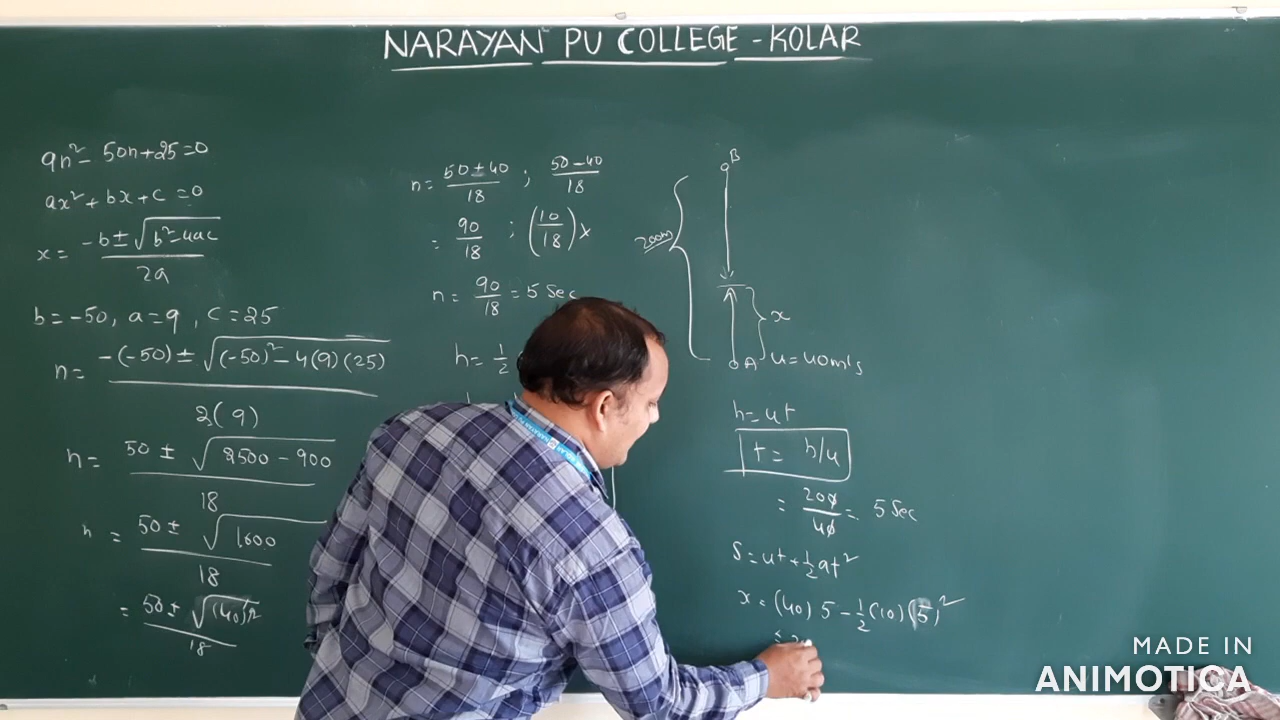 NARAYAN PU COLLEGE - KOLAR
9n² - 50n + 25 = 0
ax² + bx + c = 0
x = -b ± √(b² - 4ac) / 2a
b = -50, a = 9, c = 25
n = -(-50) ± √((-50)² - 4(9)(25)) / 2(9)
n = 50 ± √(2500 - 900) / 18
n = 50 ± √1600 / 18
= 50 ± √(40)² / 18
n = 50 ± 40 / 18 ; 50 - 40 / 18
= 90 / 18 ; (10 / 18) x
n = 90 / 18 = 5 Sec
h = 1/2
B
200m
x
A u = 40m/s
h = ut
t = h/u
= 200 / 40 = 5 Sec
S = ut + 1/2 at²
x = (40) 5 - 1/2 (10) (5)²
MADE IN
ANIMOTICA